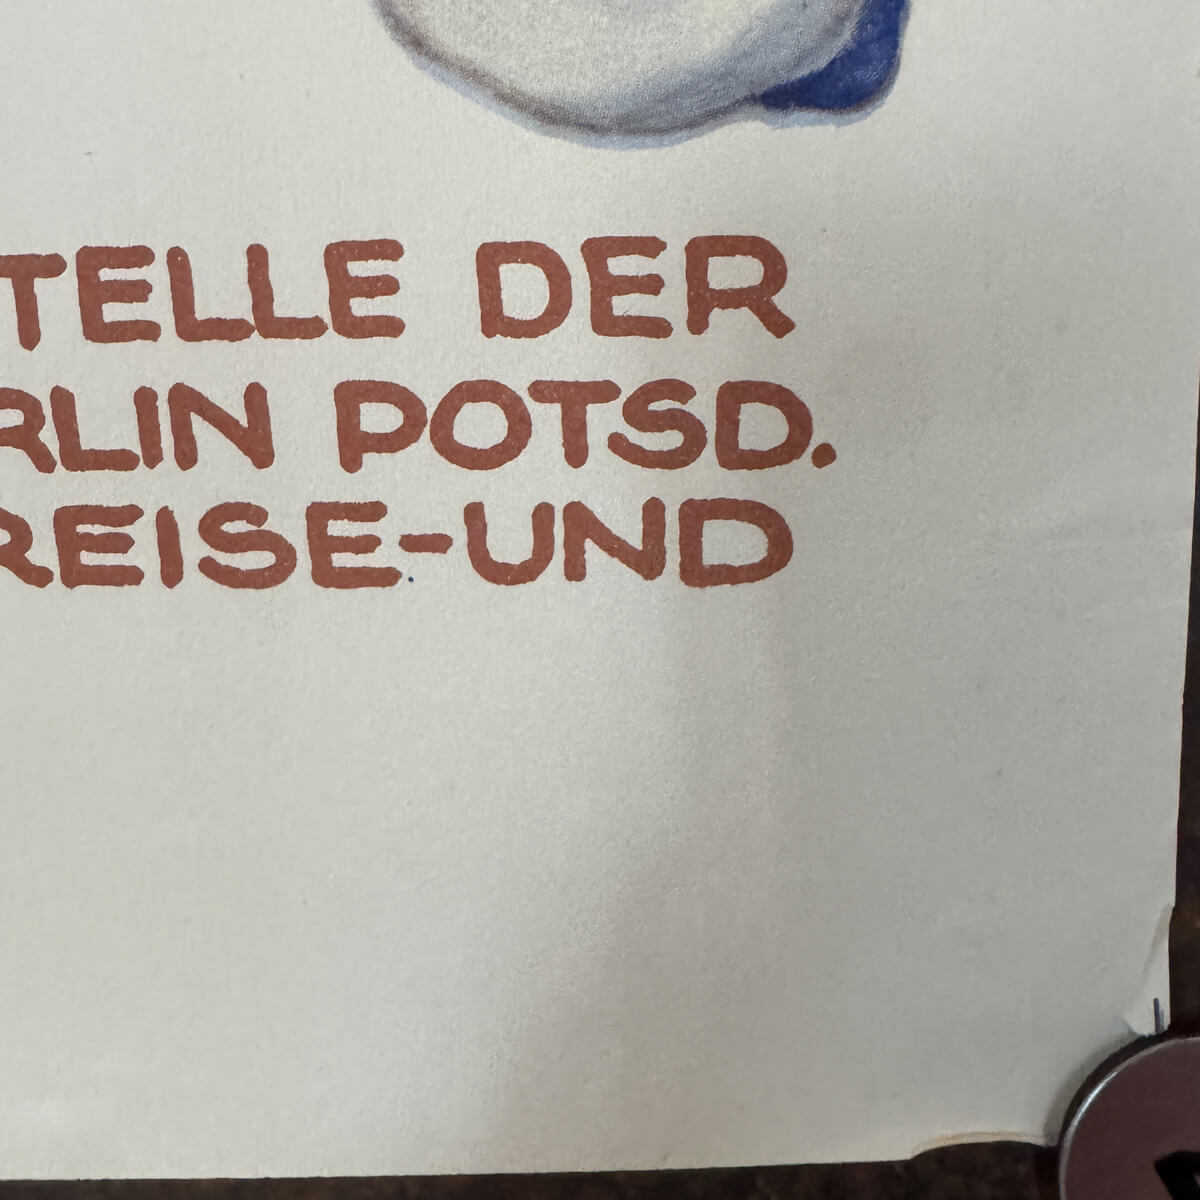 TELLE DER
RLIN POTSD.
REISE-UND